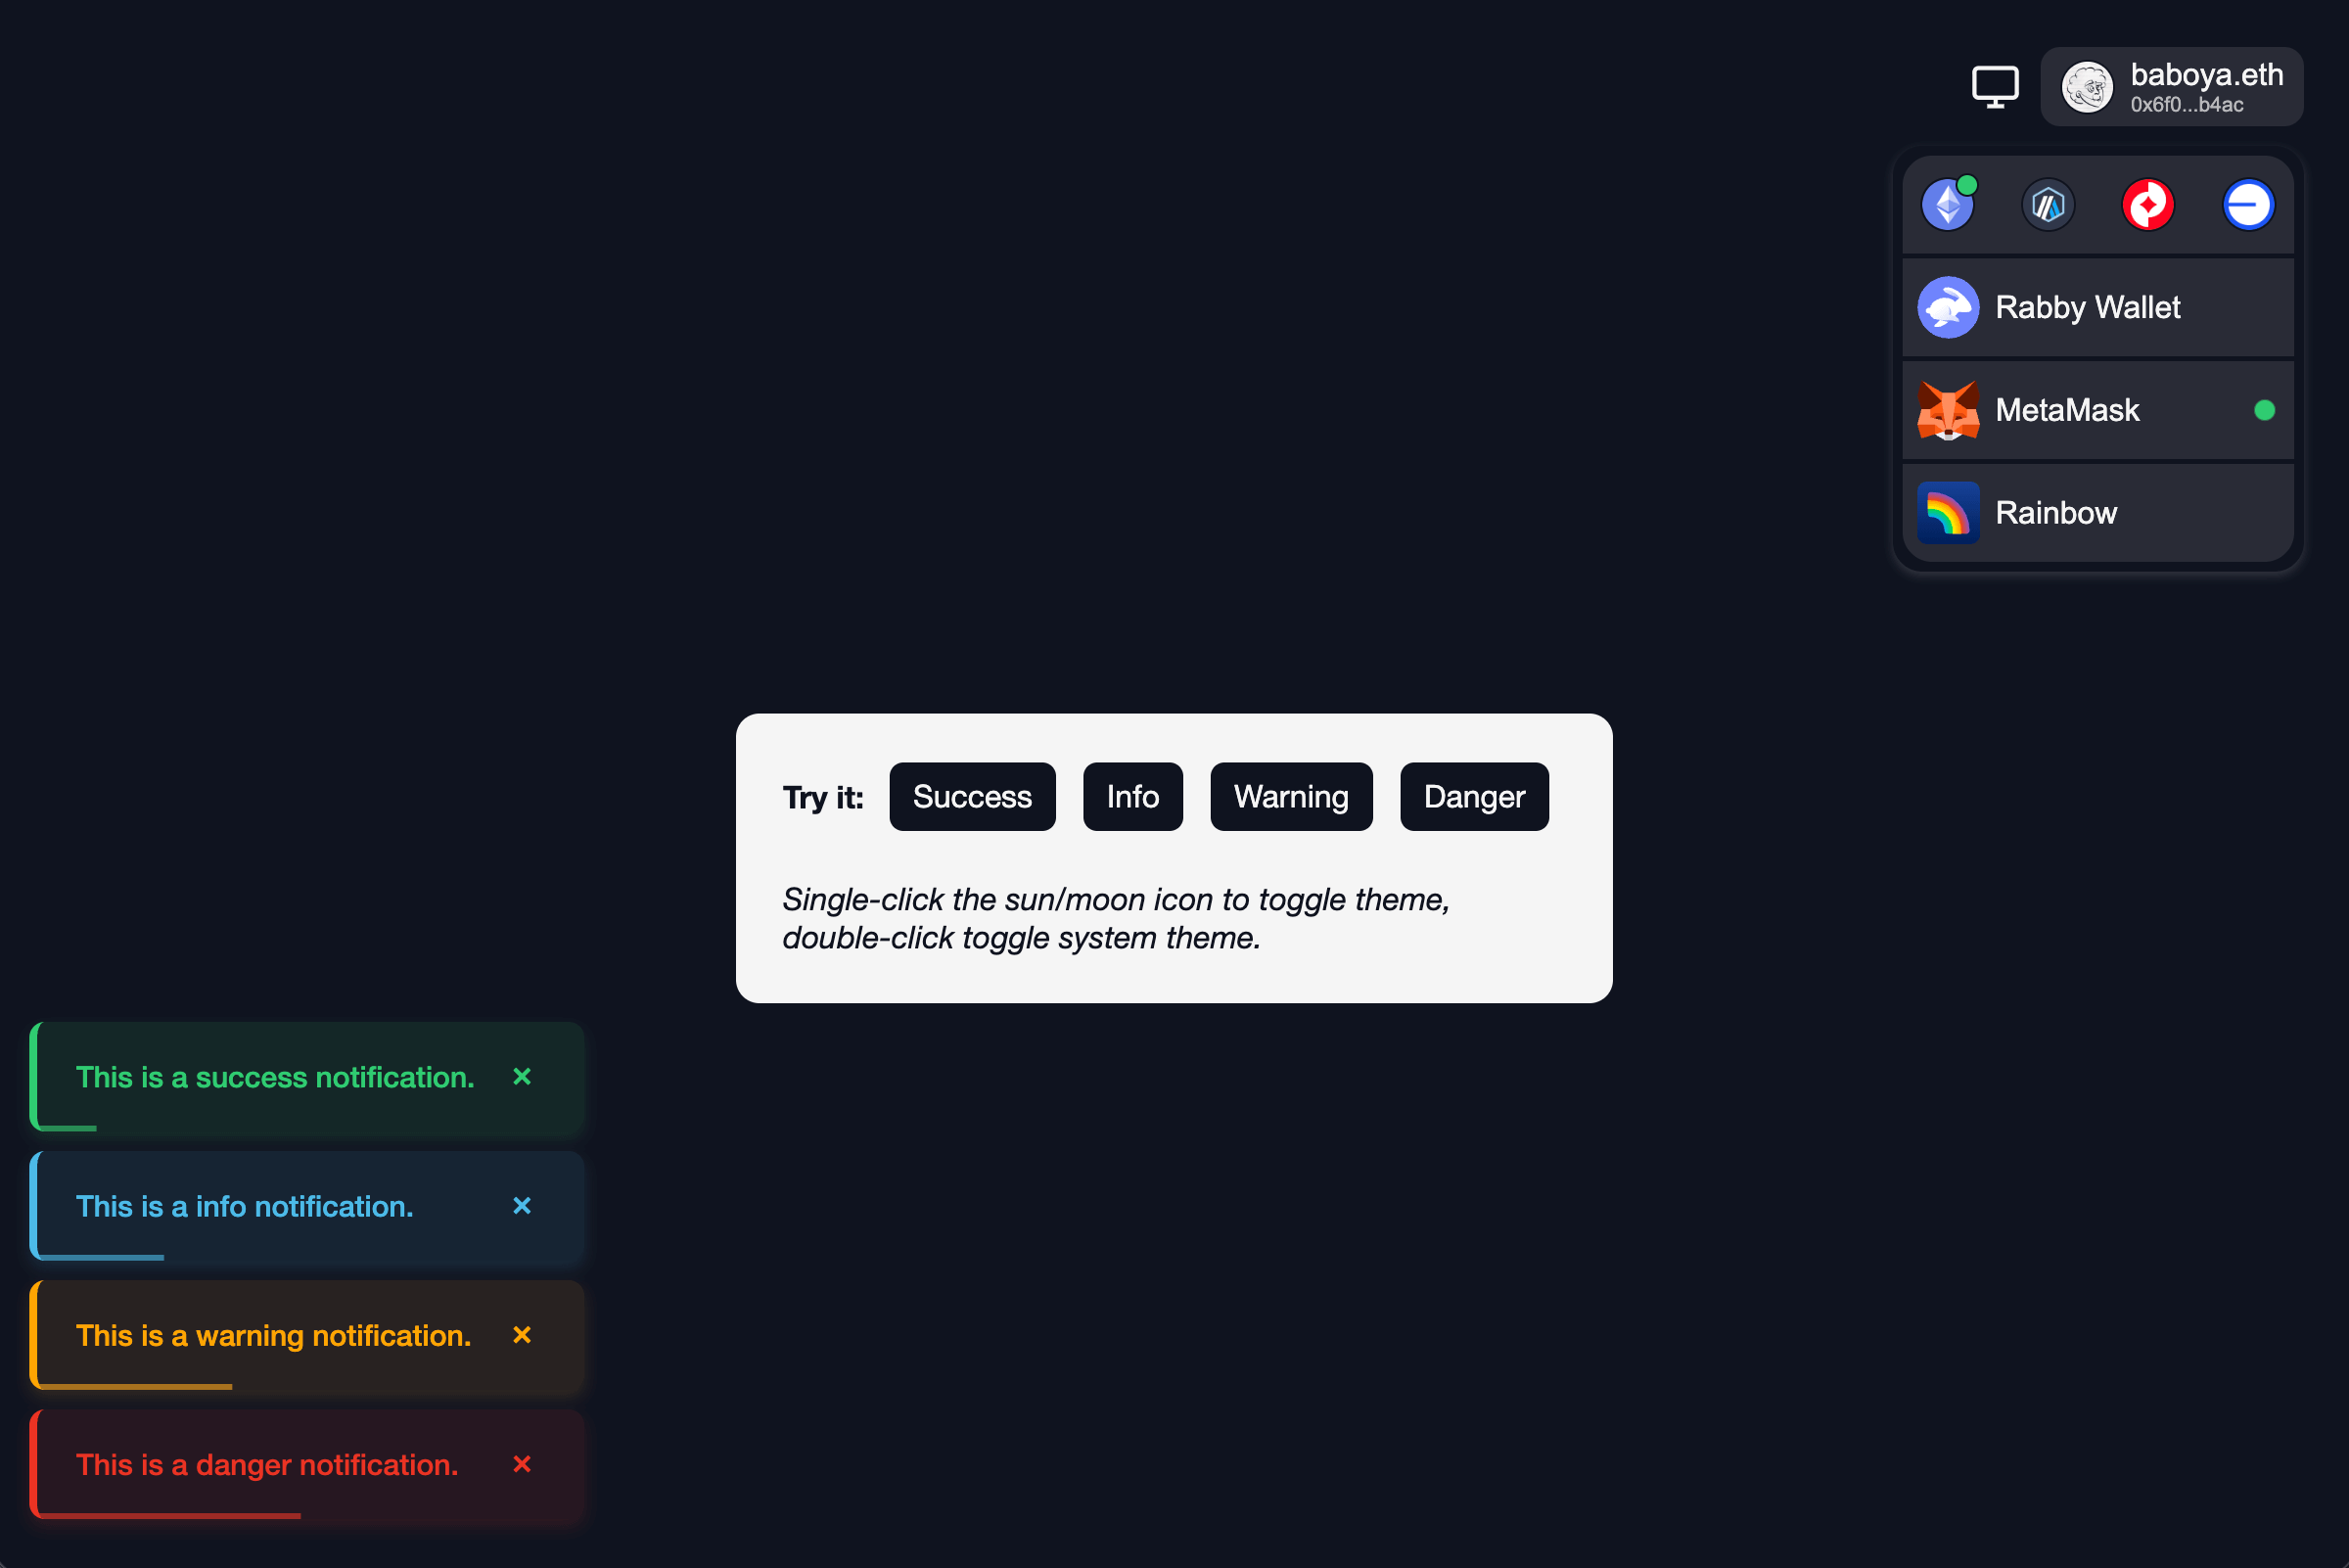 baboya.eth
0x6f0...b4ac
Rabby Wallet
MetaMask
Rainbow
Try it: Success Info Warning Danger
Single-click the sun/moon icon to toggle theme,
double-click toggle system theme.
This is a success notification. ×
This is a info notification. ×
This is a warning notification. ×
This is a danger notification. ×